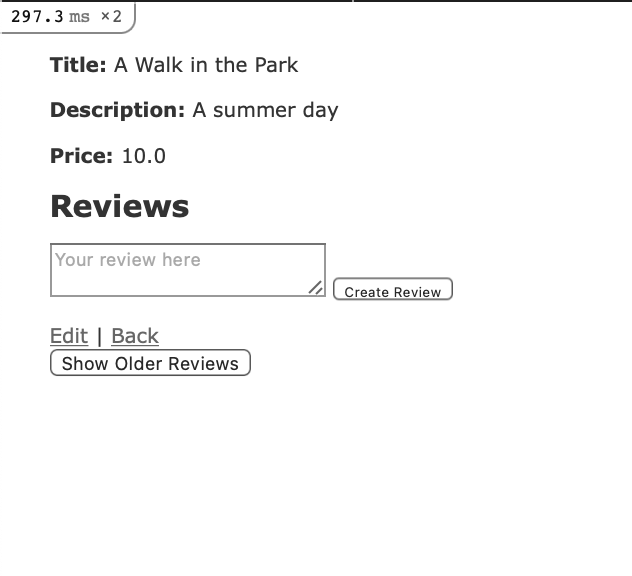 297.3 ms ×2
Title: A Walk in the Park
Description: A summer day
Price: 10.0
Reviews
Your review here
Create Review
Edit | Back
Show Older Reviews